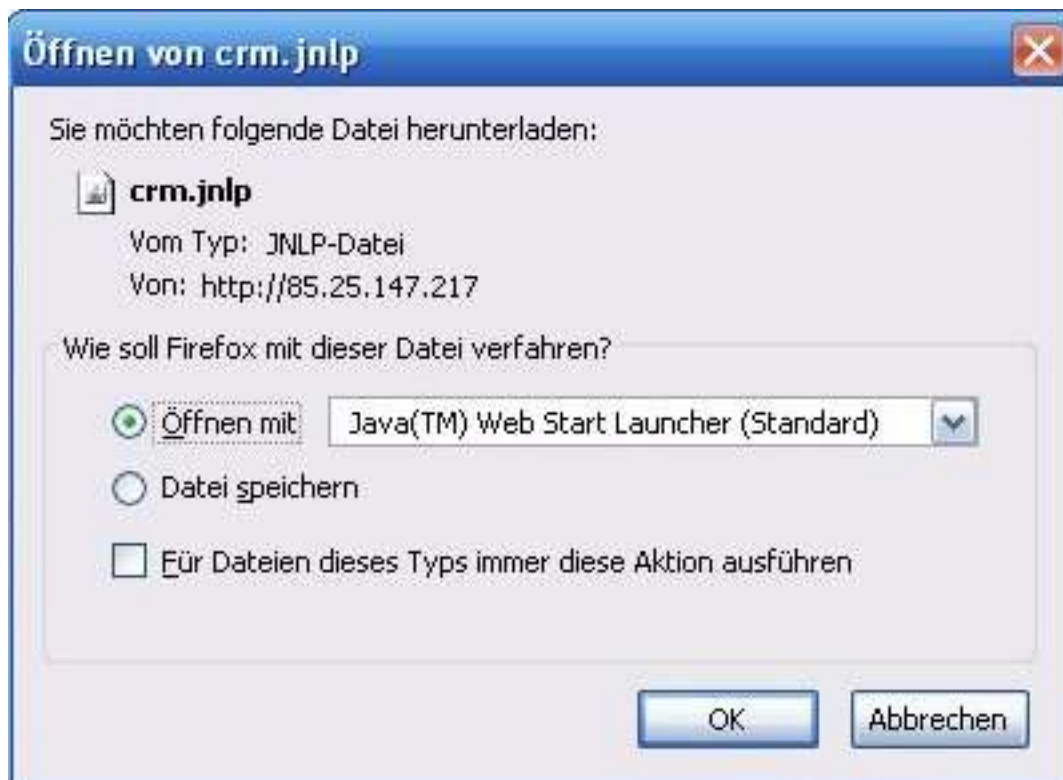 Öffnen von crm.jnlp
Sie möchten folgende Datei herunterladen:
crm.jnlp
Vom Typ: JNLP-Datei
Von: http://85.25.147.217
Wie soll Firefox mit dieser Datei verfahren?
Öffnen mit Java(TM) Web Start Launcher (Standard)
Datei speichern
Für Dateien dieses Typs immer diese Aktion ausführen
OK Abbrechen